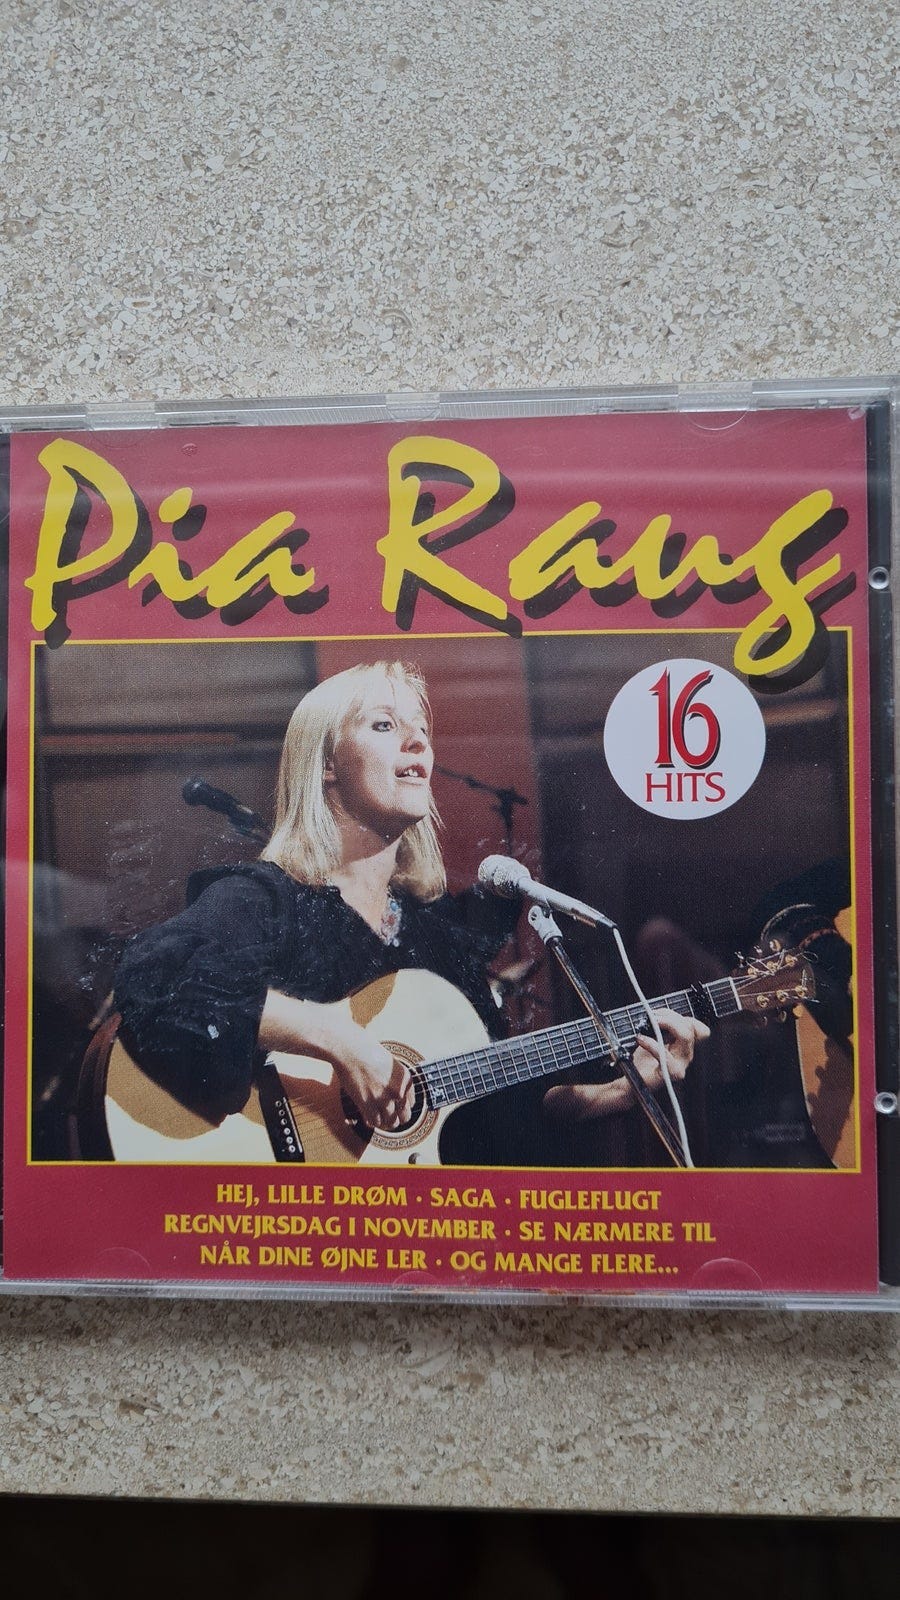 Pia Raug
16
HITS
HEJ, LILLE DRØM · SAGA · FUGLEFLUGT
REGNVEJRSDAG I NOVEMBER · SE NÆRMERE TIL
NÅR DINE ØJNE LER · OG MANGE FLERE...